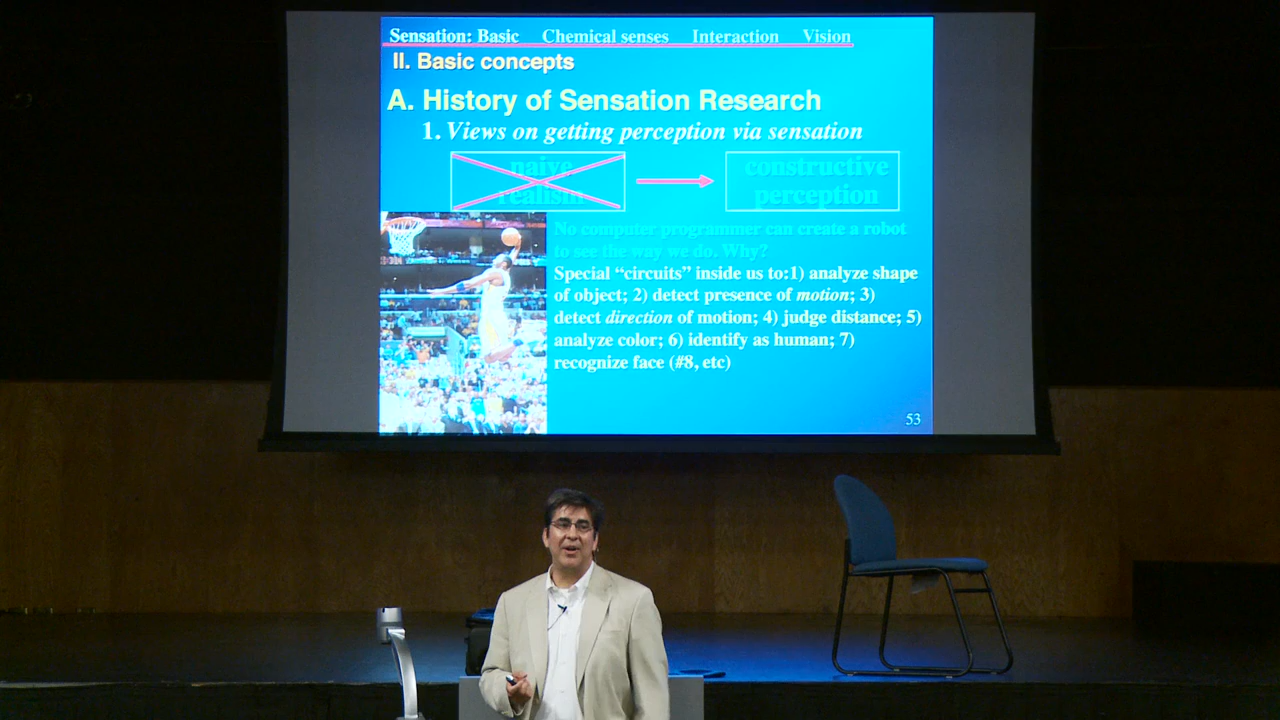 Sensation: Basic Chemical senses Interaction Vision
II. Basic concepts
A. History of Sensation Research
1. Views on getting perception via sensation
naive
realism
constructive
perception
No computer programmer can create a robot
to see the way we do. Why?
Special “circuits” inside us to:1) analyze shape
of object; 2) detect presence of motion; 3)
detect direction of motion; 4) judge distance; 5)
analyze color; 6) identify as human; 7)
recognize face (#8, etc)
53